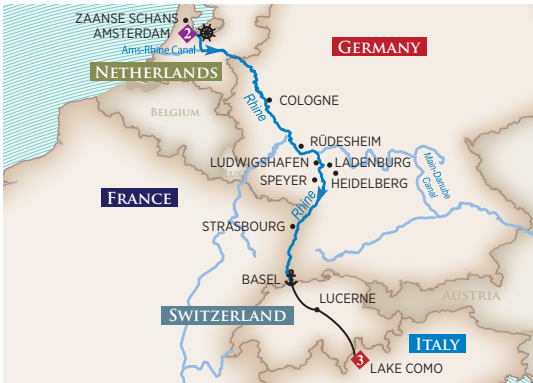 ZAANSE SCHANS
AMSTERDAM
2
Ams-Rhine Canal
NETHERLANDS
GERMANY
BELGIUM
Rhine
COLOGNE
RÜDESHEIM
LUDWIGSHAFEN
LADENBURG
SPEYER
HEIDELBERG
Main-Danube
Canal
FRANCE
Rhine
STRASBOURG
BASEL
LUCERNE
AUSTRIA
SWITZERLAND
ITALY
3
LAKE COMO